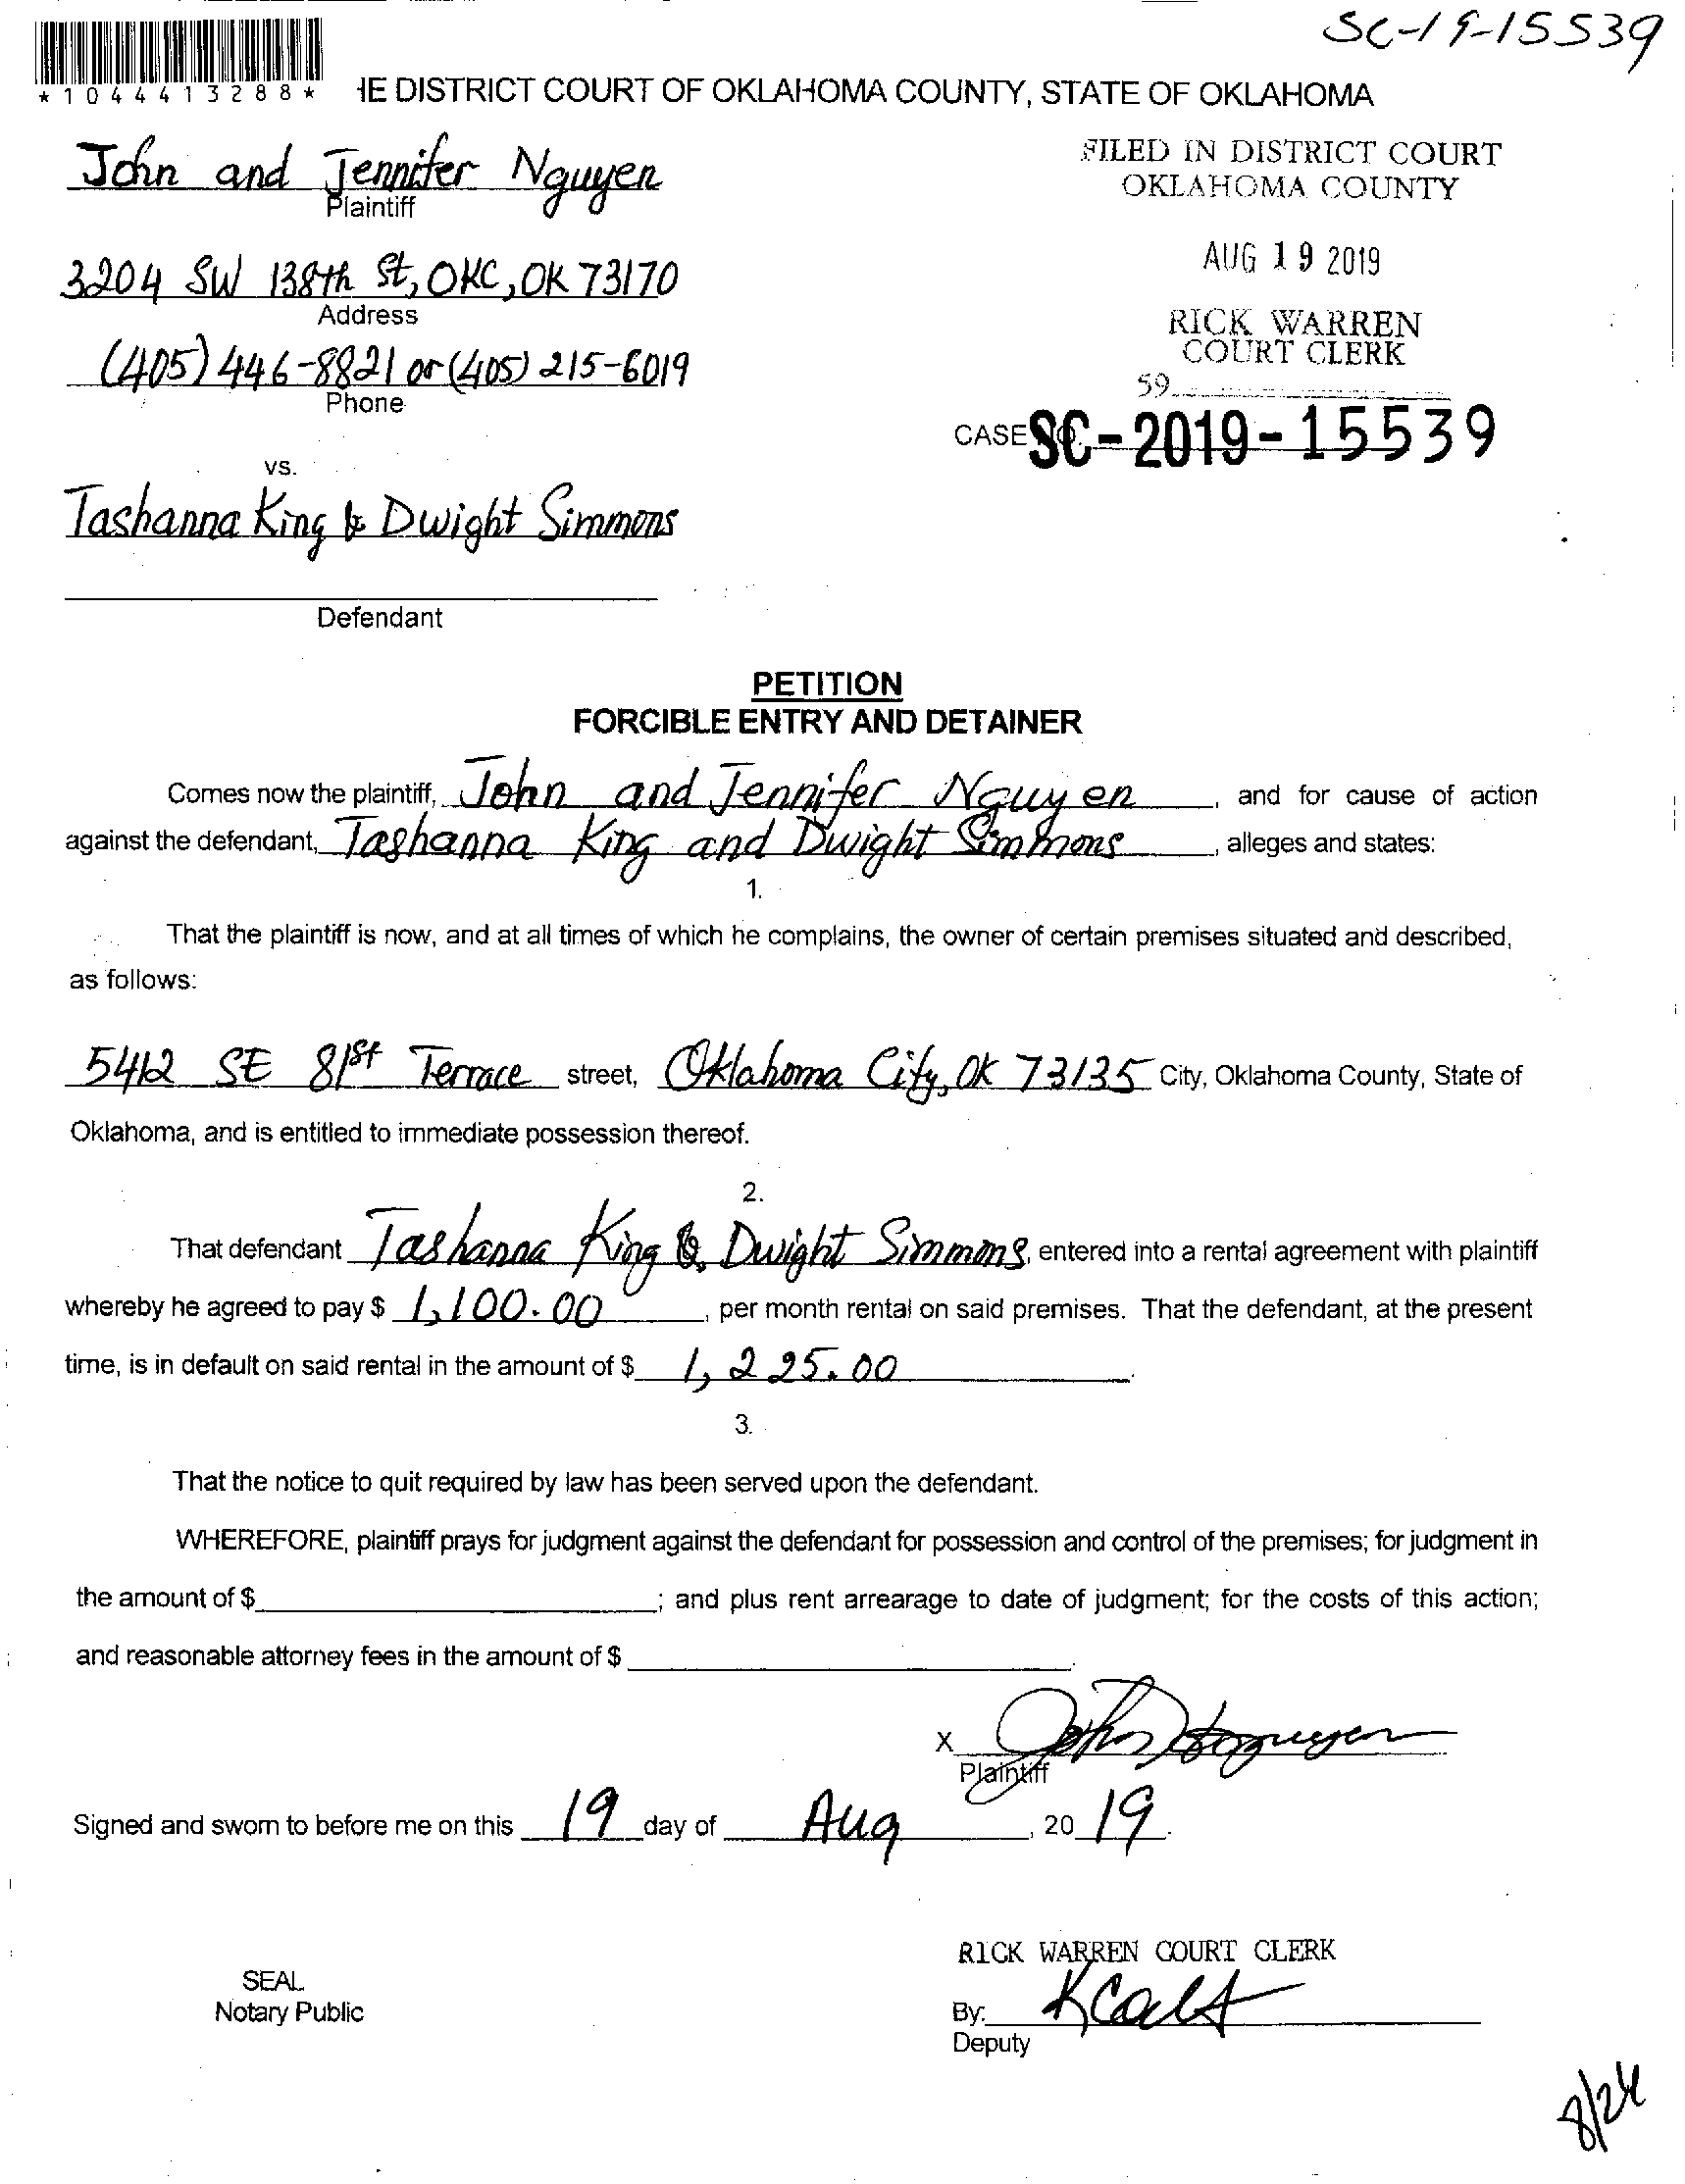 SC-19-15539
*1044413288* HE DISTRICT COURT OF OKLAHOMA COUNTY, STATE OF OKLAHOMA
John and Jennifer Nguyen
Plaintiff
FILED IN DISTRICT COURT
OKLAHOMA COUNTY
3204 SW 138th St, OKC, OK 73170
Address
AUG 19 2019
(405) 446-8821 or (405) 215-6019
Phone
RICK WARREN
COURT CLERK
59
CASE NO. SC-2019-15539
VS.
Tashanna King & Dwight Simmons
Defendant
PETITION
FORCIBLE ENTRY AND DETAINER
Comes now the plaintiff, John and Jennifer Nguyen, and for cause of action
against the defendant, Tashanna King and Dwight Simmons, alleges and states:
1.
That the plaintiff is now, and at all times of which he complains, the owner of certain premises situated and described,
as follows:
5412 SE 81st Terrace street, Oklahoma City, OK 73135 City, Oklahoma County, State of
Oklahoma, and is entitled to immediate possession thereof.
2.
That defendant Tashanna King & Dwight Simmons, entered into a rental agreement with plaintiff
whereby he agreed to pay $ 1,100.00, per month rental on said premises. That the defendant, at the present
time, is in default on said rental in the amount of $ 1,225.00.
3.
That the notice to quit required by law has been served upon the defendant.
WHEREFORE, plaintiff prays for judgment against the defendant for possession and control of the premises; for judgment in
the amount of $ ; and plus rent arrearage to date of judgment; for the costs of this action;
and reasonable attorney fees in the amount of $ .
X John Nguyen
Plaintiff
Signed and sworn to before me on this 19 day of Aug, 20 19.
RICK WARREN COURT CLERK
SEAL
Notary Public
By:
Deputy